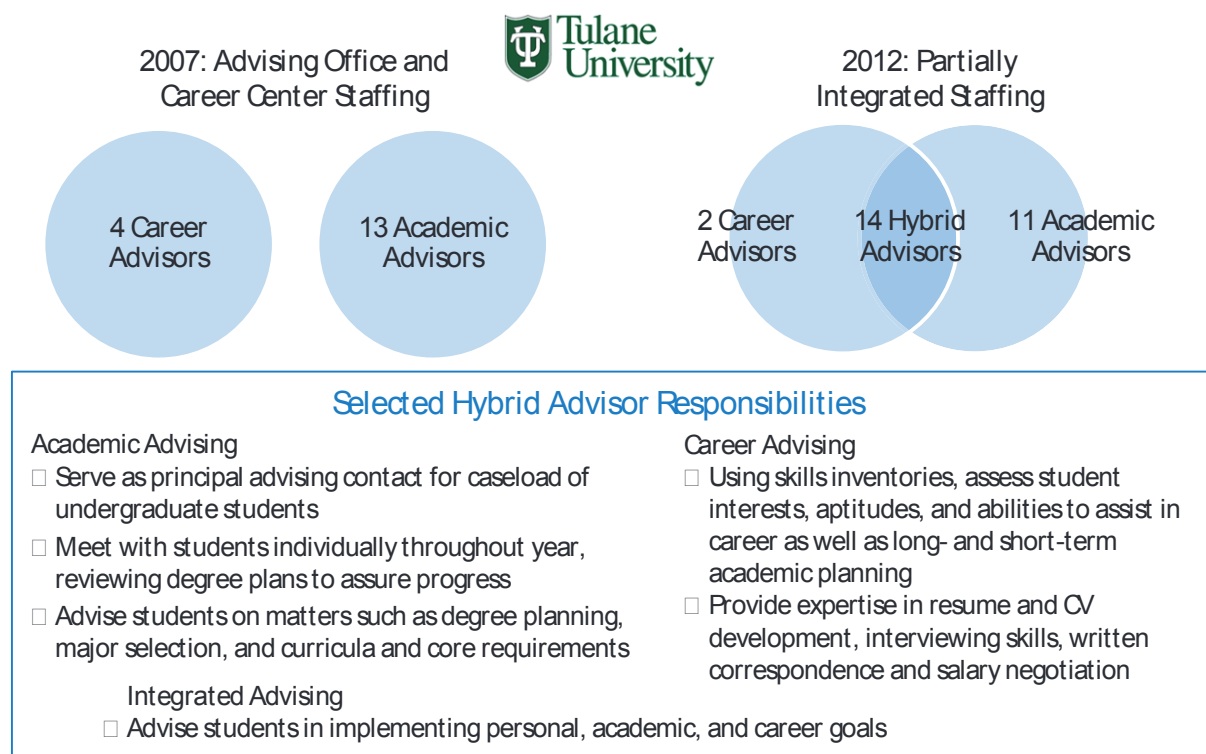 2007: Advising Office and
Career Center Staffing
Tulane
University
2012: Partially
Integrated Staffing
4 Career
Advisors
13 Academic
Advisors
2 Career
Advisors
14 Hybrid
Advisors
11 Academic
Advisors
Selected Hybrid Advisor Responsibilities
Academic Advising
□ Serve as principal advising contact for caseload of
undergraduate students
□ Meet with students individually throughout year,
reviewing degree plans to assure progress
□ Advise students on matters such as degree planning,
major selection, and curricula and core requirements
Career Advising
□ Using skills inventories, assess student
interests, aptitudes, and abilities to assist in
career as well as long- and short-term
academic planning
□ Provide expertise in resume and CV
development, interviewing skills, written
correspondence and salary negotiation
Integrated Advising
□ Advise students in implementing personal, academic, and career goals